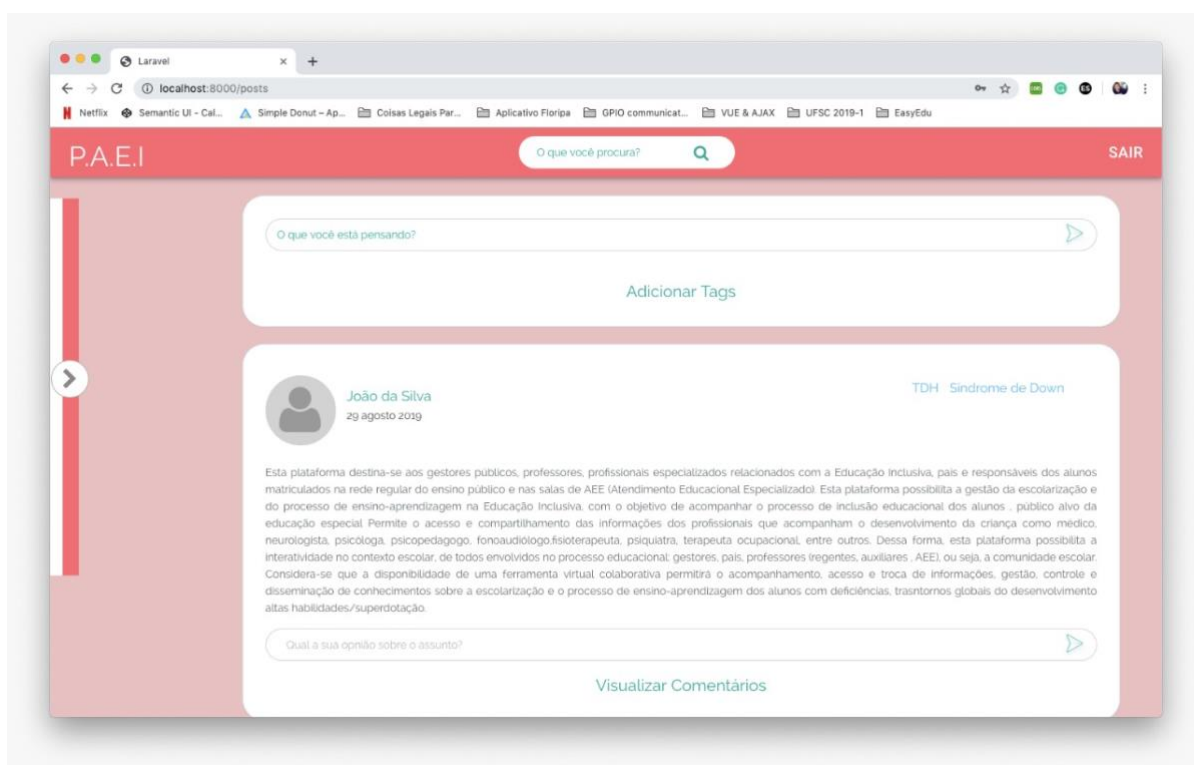 Laravel
localhost:8000/posts
Netflix Semantic UI - Cal... Simple Donut – Ap... Coisas Legais Par... Aplicativo Floripa GPIO communicat... VUE & AJAX UFSC 2019-1 EasyEdu
P.A.E.I
O que você procura?
SAIR
O que você está pensando?
Adicionar Tags
João da Silva
29 agosto 2019
TDH Sindrome de Down
Esta plataforma destina-se aos gestores públicos, professores, profissionais especializados relacionados com a Educação Inclusiva, pais e responsáveis dos alunos
matriculados na rede regular do ensino público e nas salas de AEE (Atendimento Educacional Especializado). Esta plataforma possibilita a gestão da escolarização e
do processo de ensino-aprendizagem na Educação Inclusiva, com o objetivo de acompanhar o processo de inclusão educacional dos alunos , público alvo da
educação especial Permite o acesso e compartilhamento das informações dos profissionais que acompanham o desenvolvimento da criança como médico,
neurologista, psicóloga, psicopedagogo, fonoaudiólogo,fisioterapeuta, psiquiatra, terapeuta ocupacional, entre outros. Dessa forma, esta plataforma possibilita a
interatividade no contexto escolar, de todos envolvidos no processo educacional: gestores, pais, professores (regentes, auxiliares , AEE), ou seja, a comunidade escolar.
Considera-se que a disponibilidade de uma ferramenta virtual colaborativa permitirá o acompanhamento, acesso e troca de informações, gestão, controle e
disseminação de conhecimentos sobre a escolarização e o processo de ensino-aprendizagem dos alunos com deficiências, trasntornos globais do desenvolvimento
altas habilidades/superdotação.
Qual a sua opnião sobre o assunto?
Visualizar Comentários